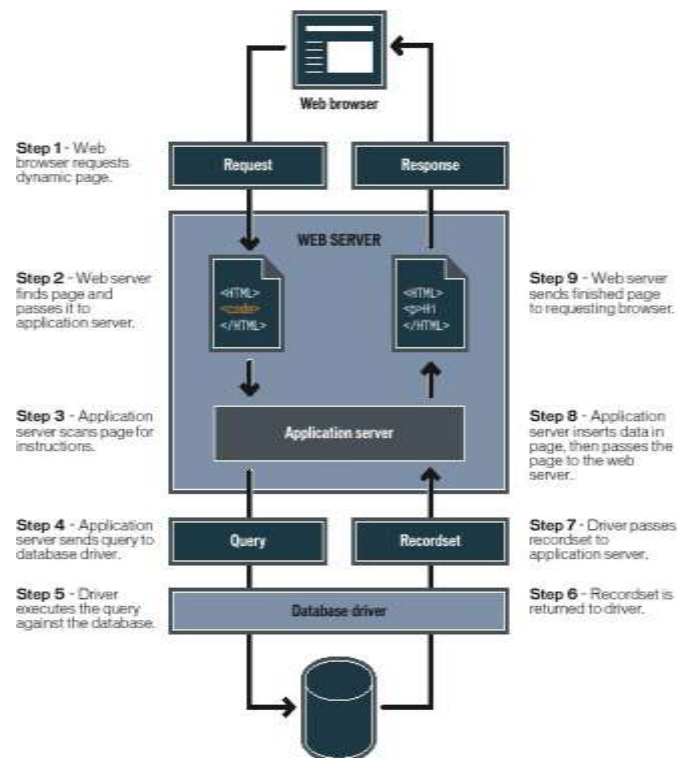 Web browser
Step 1 - Web
browser requests
dynamic page.
Request
Response
WEB SERVER
Step 2 - Web server
finds page and
passes it to
application server.
<HTML>
<code>
</HTML>
<HTML>
<p>Hi
</HTML>
Step 9 - Web server
sends finished page
to requesting browser.
Step 3 - Application
server scans page for
instructions.
Application server
Step 8 - Application
server inserts data in
page, then passes the
page to the web
server.
Step 4 - Application
server sends query to
database driver.
Query
Recordset
Step 7 - Driver passes
recordset to
application server.
Step 5 - Driver
executes the query
against the database.
Database driver
Step 6 - Recordset is
returned to driver.